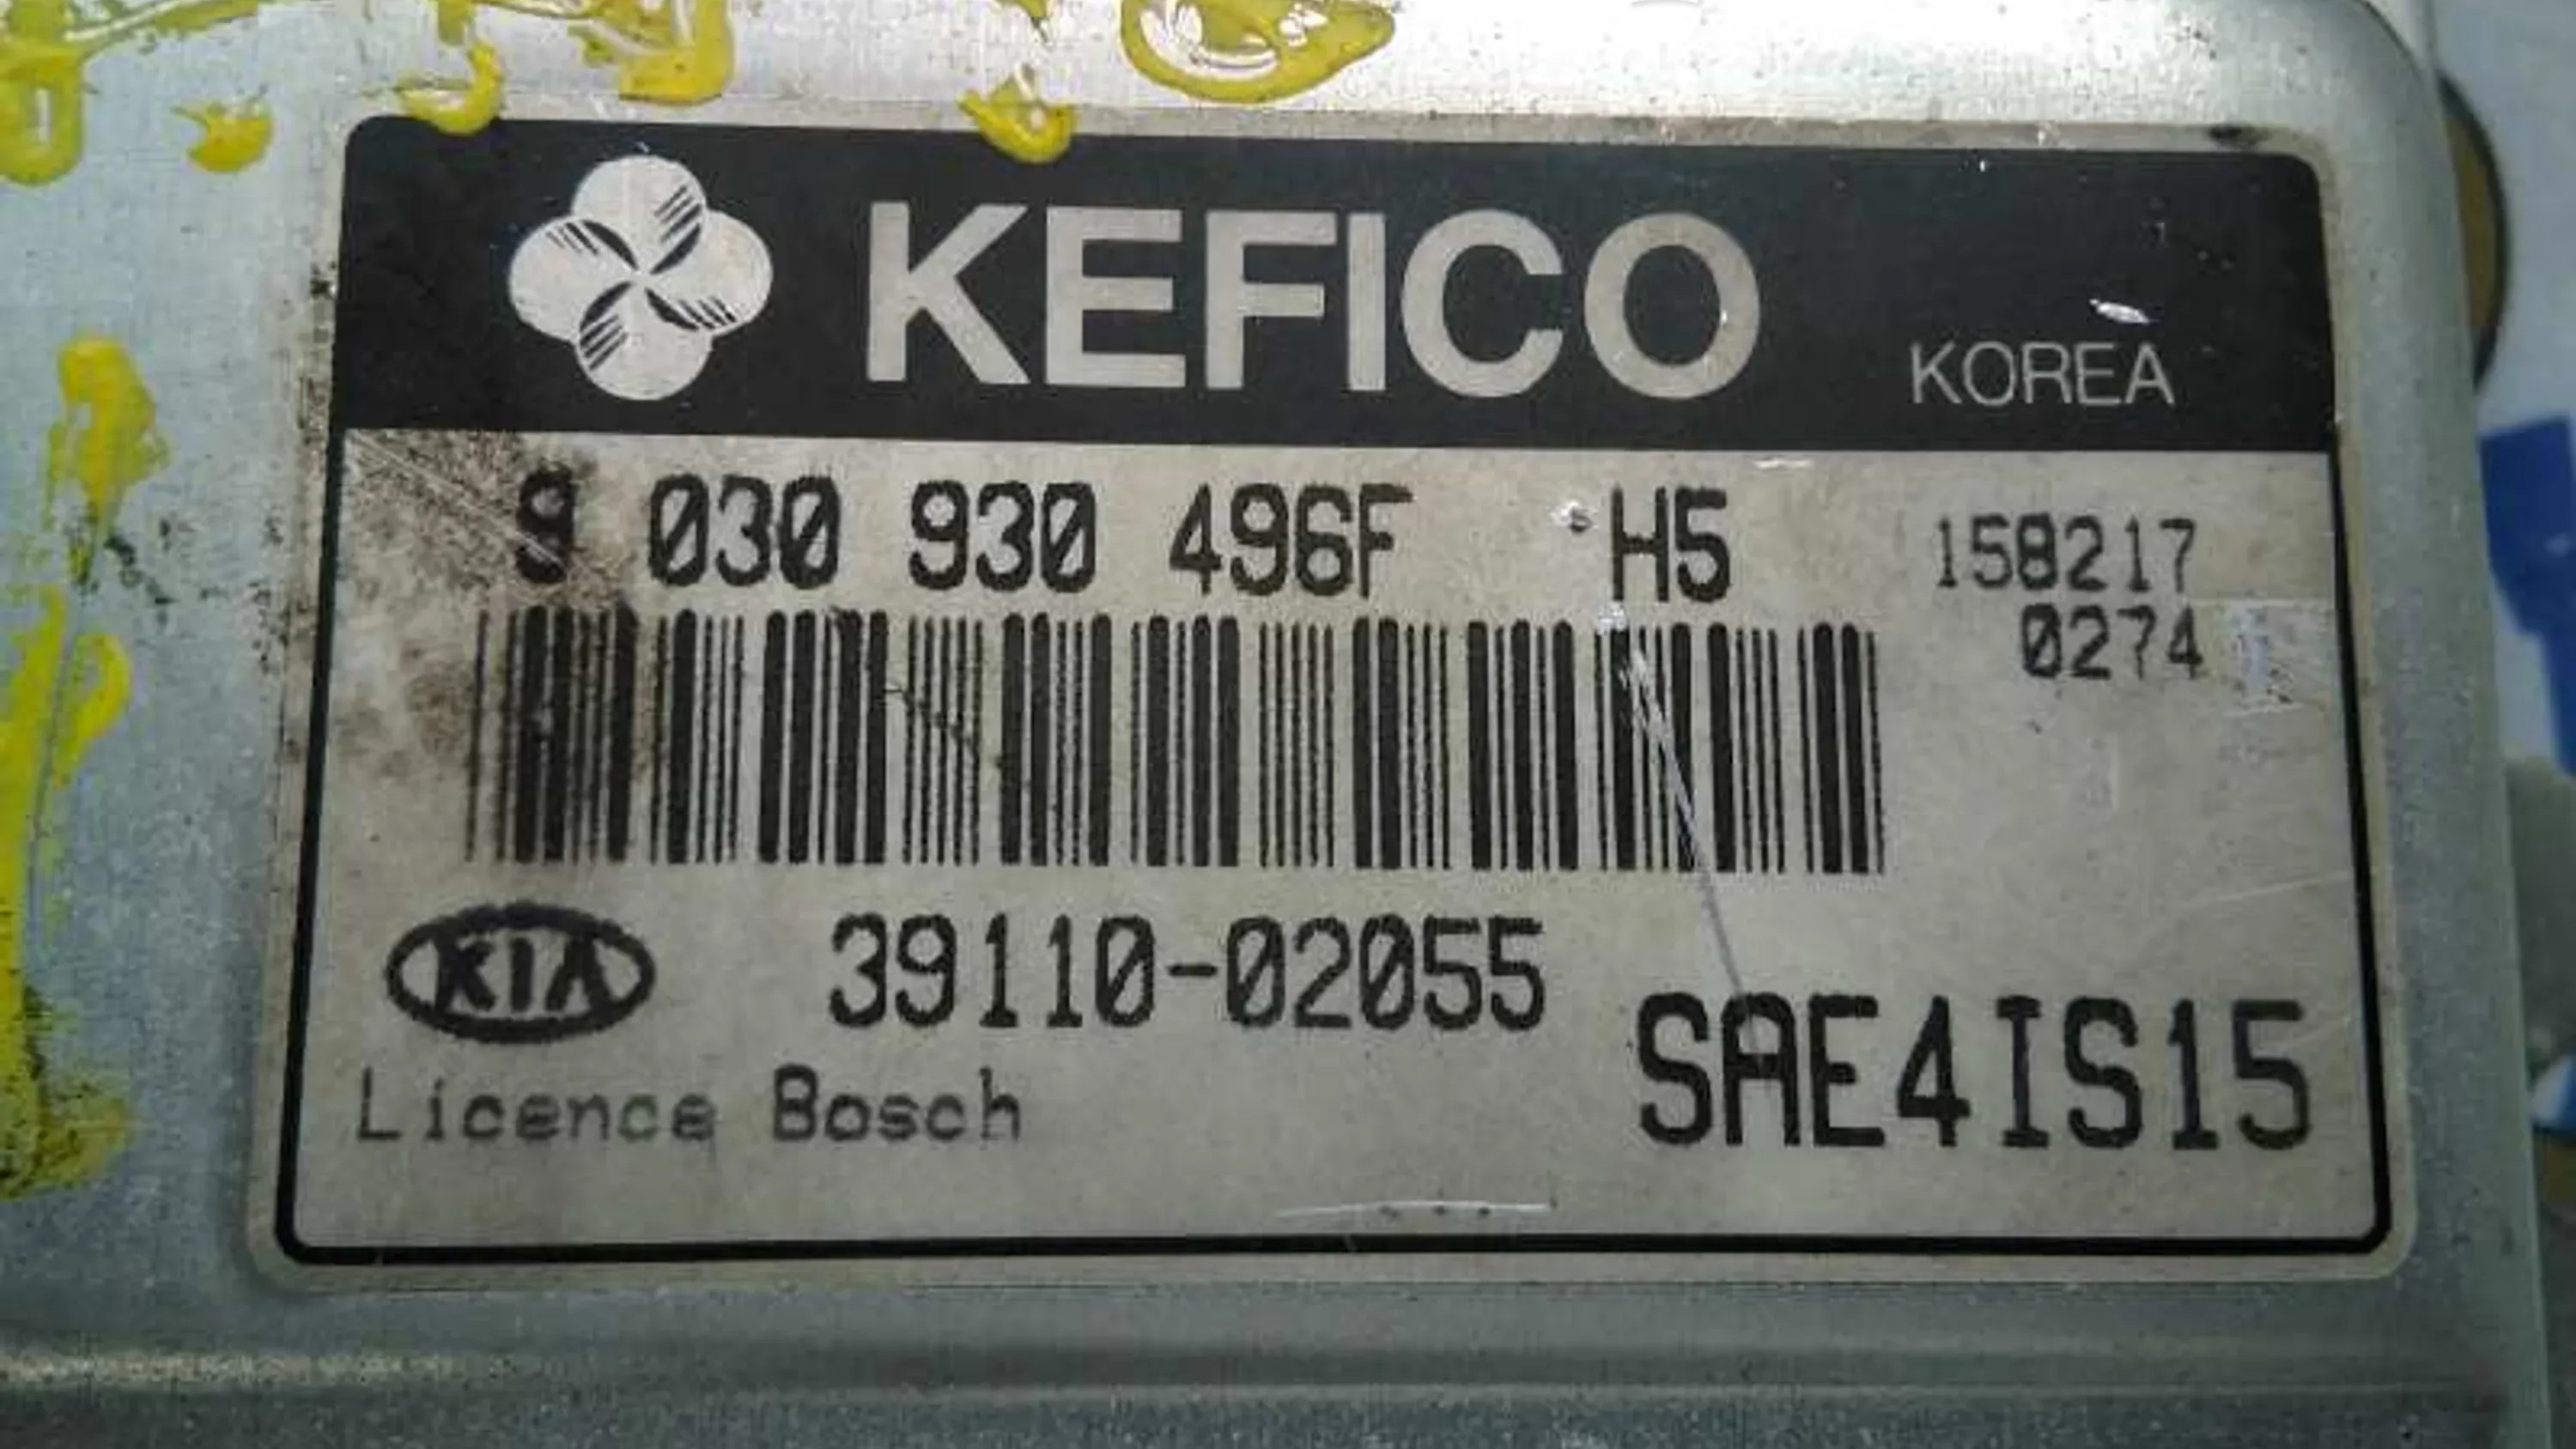 KEFICO KOREA
9 030 930 496F H5 158217
0274
KIA 39110-02055
SAE4IS15
Licence Bosch